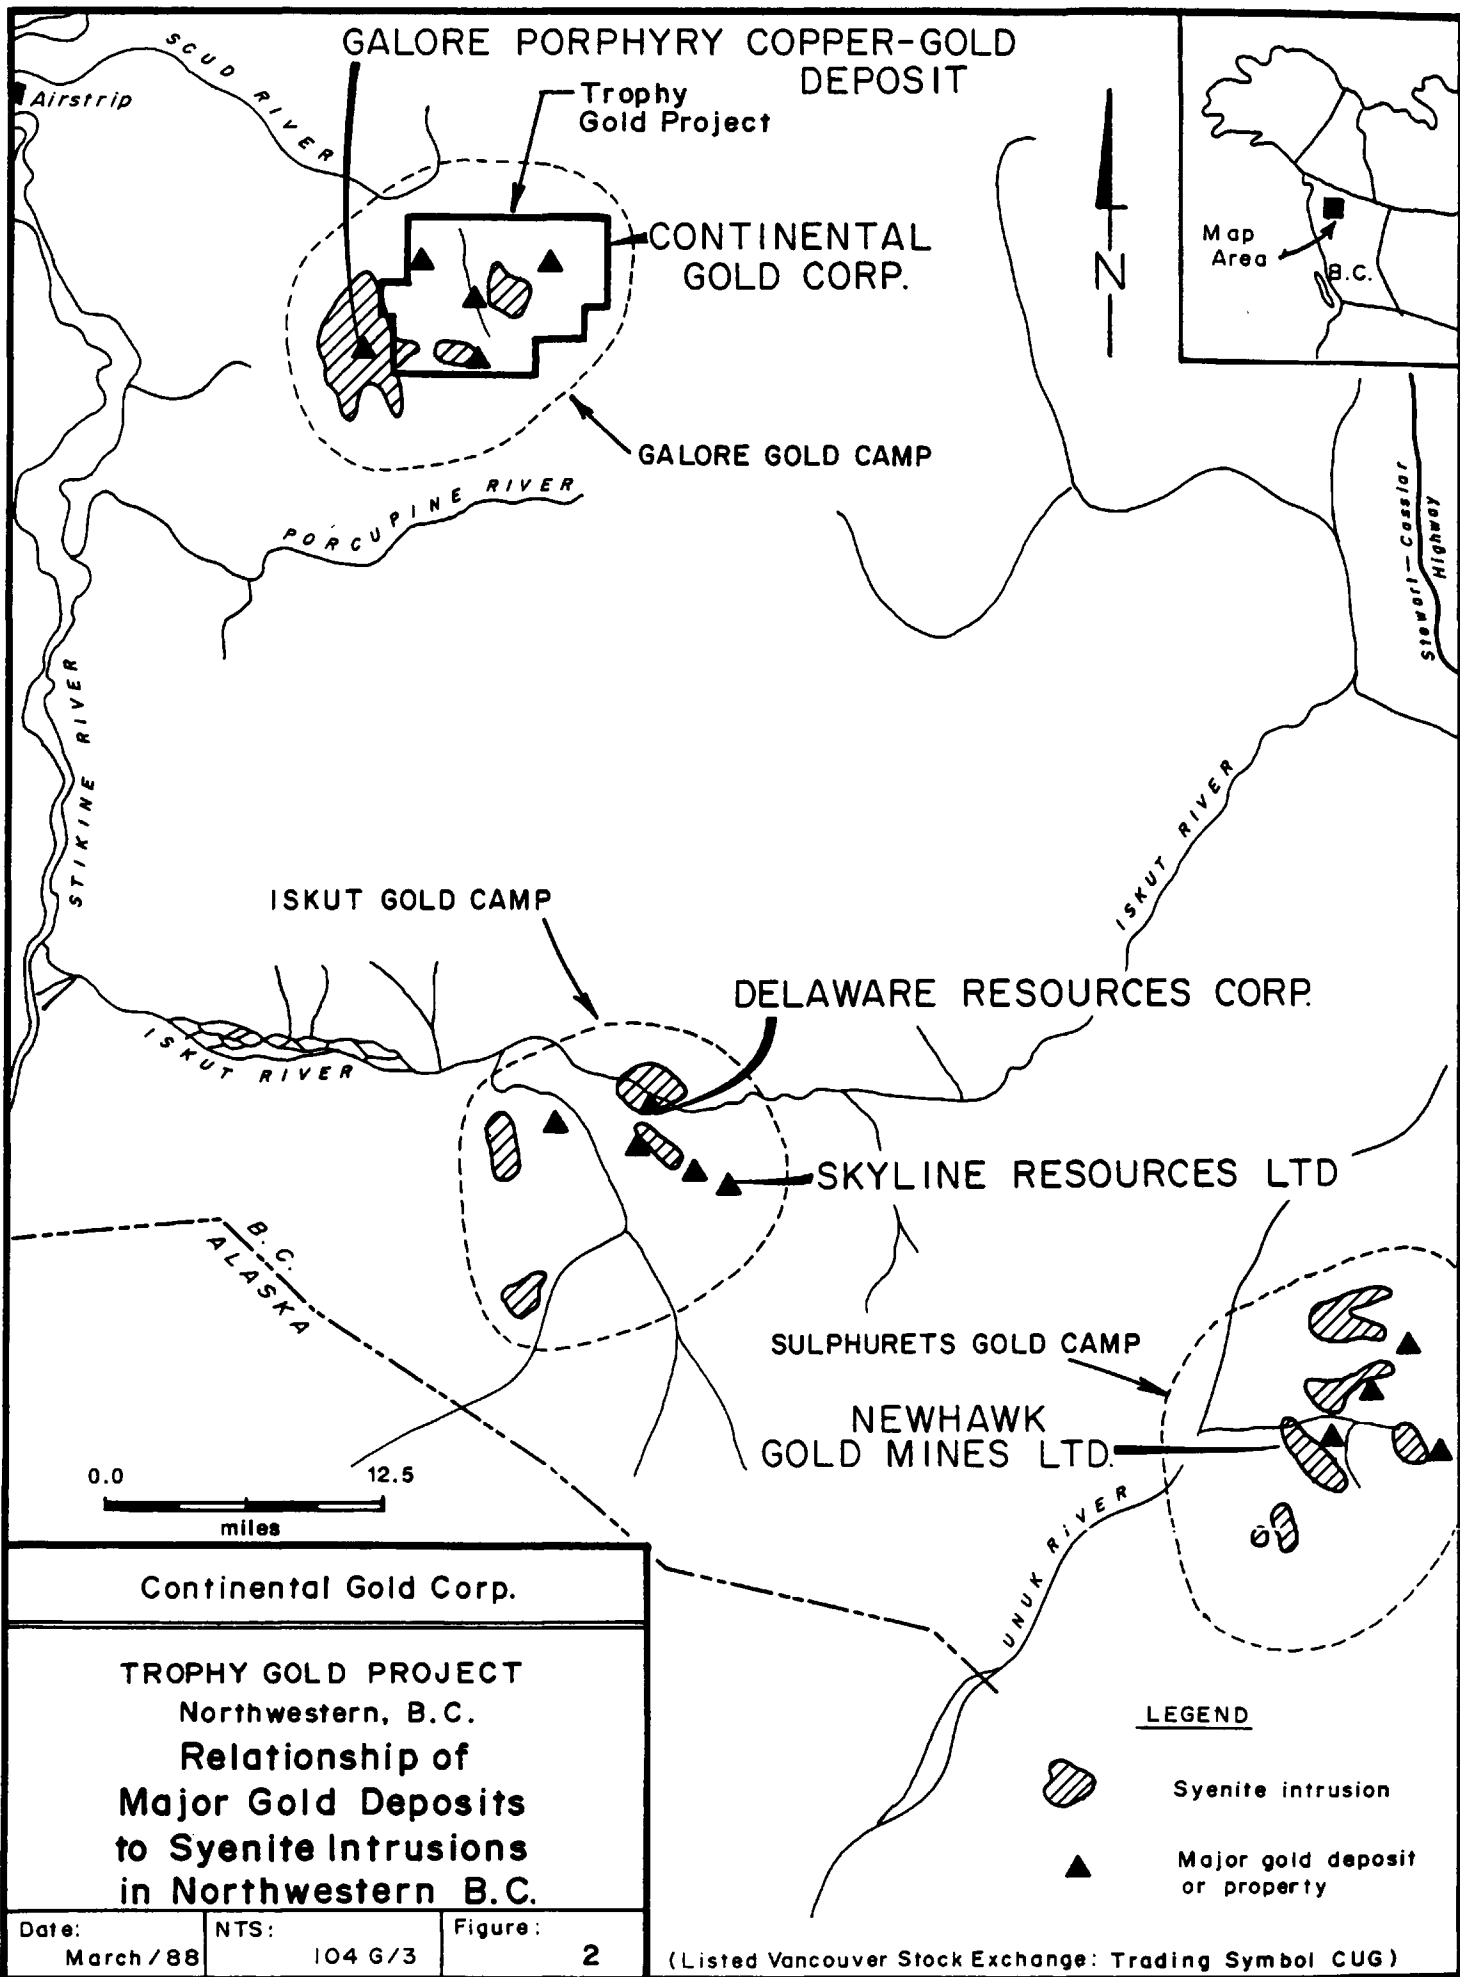 GALORE PORPHYRY COPPER-GOLD
DEPOSIT
SCUD RIVER
Airstrip
Trophy
Gold Project
CONTINENTAL
GOLD CORP.
N
Map
Area
B.C.
GALORE GOLD CAMP
PORCUPINE RIVER
Stewart-Cassiar
Highway
STIKINE RIVER
ISKUT RIVER
ISKUT GOLD CAMP
DELAWARE RESOURCES CORP.
ISKUT RIVER
SKYLINE RESOURCES LTD
B.C.
ALASKA
SULPHURETS GOLD CAMP
NEWHAWK
GOLD MINES LTD.
0.0 12.5
miles
UNUK RIVER
Continental Gold Corp.
TROPHY GOLD PROJECT
Northwestern, B.C.
Relationship of
Major Gold Deposits
to Syenite Intrusions
in Northwestern B.C.
Date: March/88
NTS: 104 G/3
Figure: 2
LEGEND
Syenite intrusion
Major gold deposit
or property
(Listed Vancouver Stock Exchange: Trading Symbol CUG)